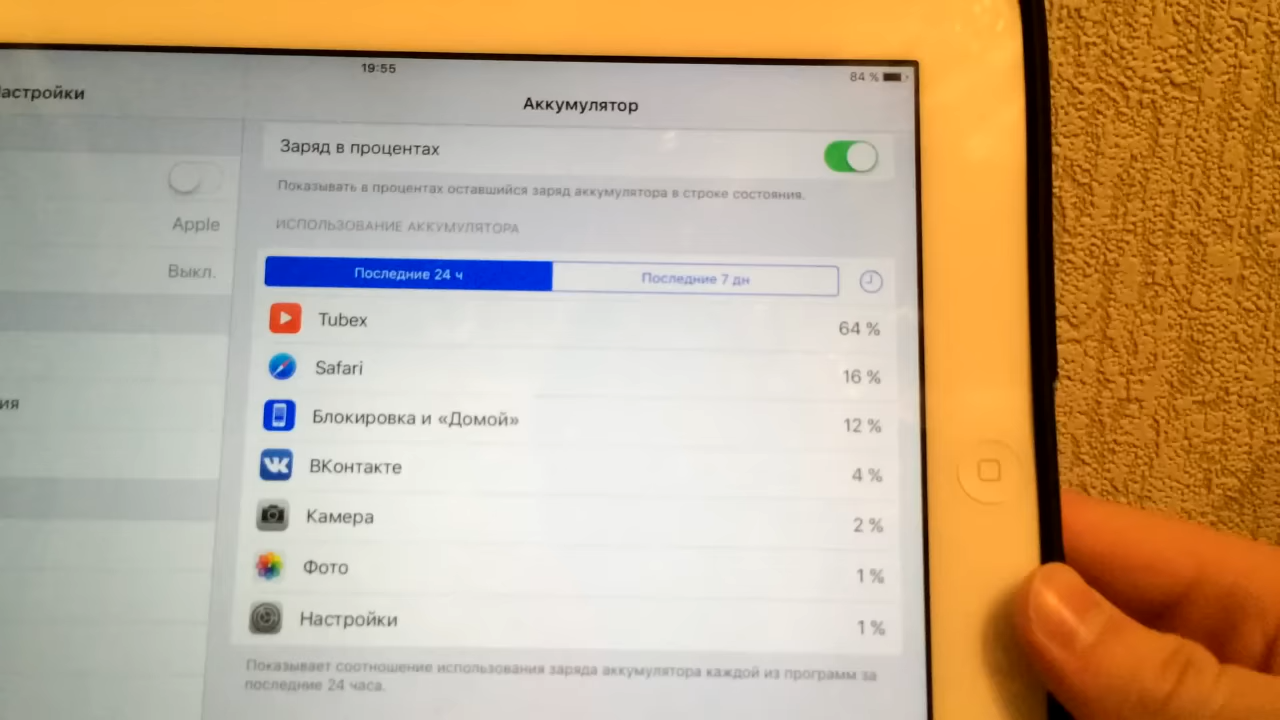 19:55
84 %
Настройки
Аккумулятор
Заряд в процентах
Показывать в процентах оставшийся заряд аккумулятора в строке состояния.
Apple
ИСПОЛЬЗОВАНИЕ АККУМУЛЯТОРА
Выкл.
Последние 24 ч
Последние 7 дн
Tubex
64 %
Safari
16 %
ия
Блокировка и «Домой»
12 %
ВКонтакте
4 %
Камера
2 %
Фото
1 %
Настройки
1 %
Показывает соотношение использования заряда аккумулятора каждой из программ за
последние 24 часа.